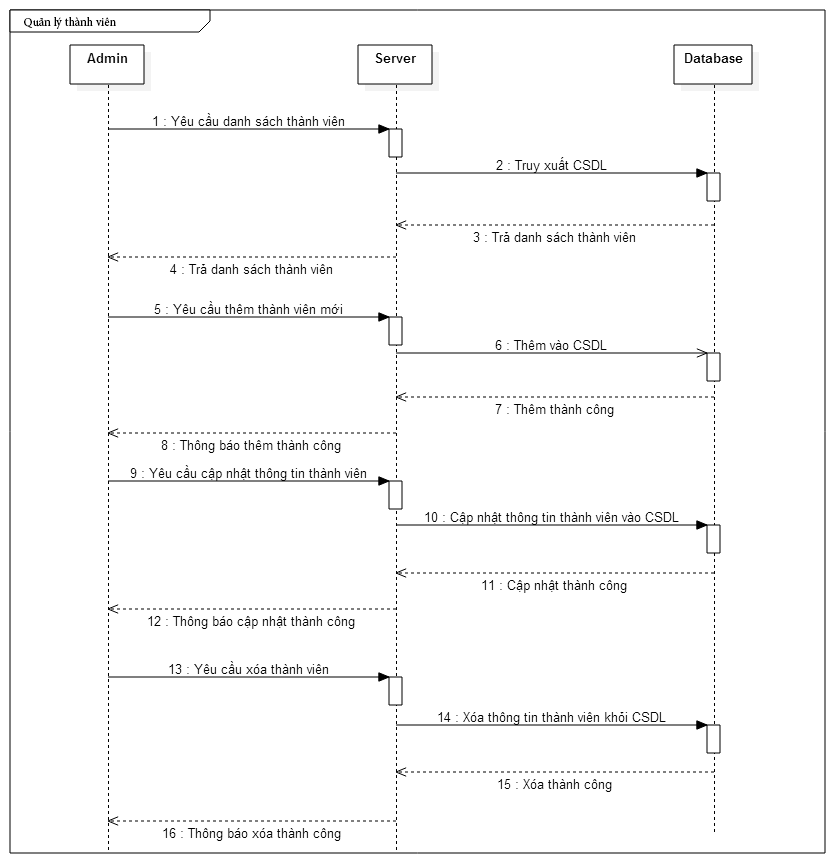 Quản lý thành viên
Admin
Server
Database
1 : Yêu cầu danh sách thành viên
2 : Truy xuất CSDL
3 : Trả danh sách thành viên
4 : Trả danh sách thành viên
5 : Yêu cầu thêm thành viên mới
6 : Thêm vào CSDL
7 : Thêm thành công
8 : Thông báo thêm thành công
9 : Yêu cầu cập nhật thông tin thành viên
10 : Cập nhật thông tin thành viên vào CSDL
11 : Cập nhật thành công
12 : Thông báo cập nhật thành công
13 : Yêu cầu xóa thành viên
14 : Xóa thông tin thành viên khỏi CSDL
15 : Xóa thành công
16 : Thông báo xóa thành công